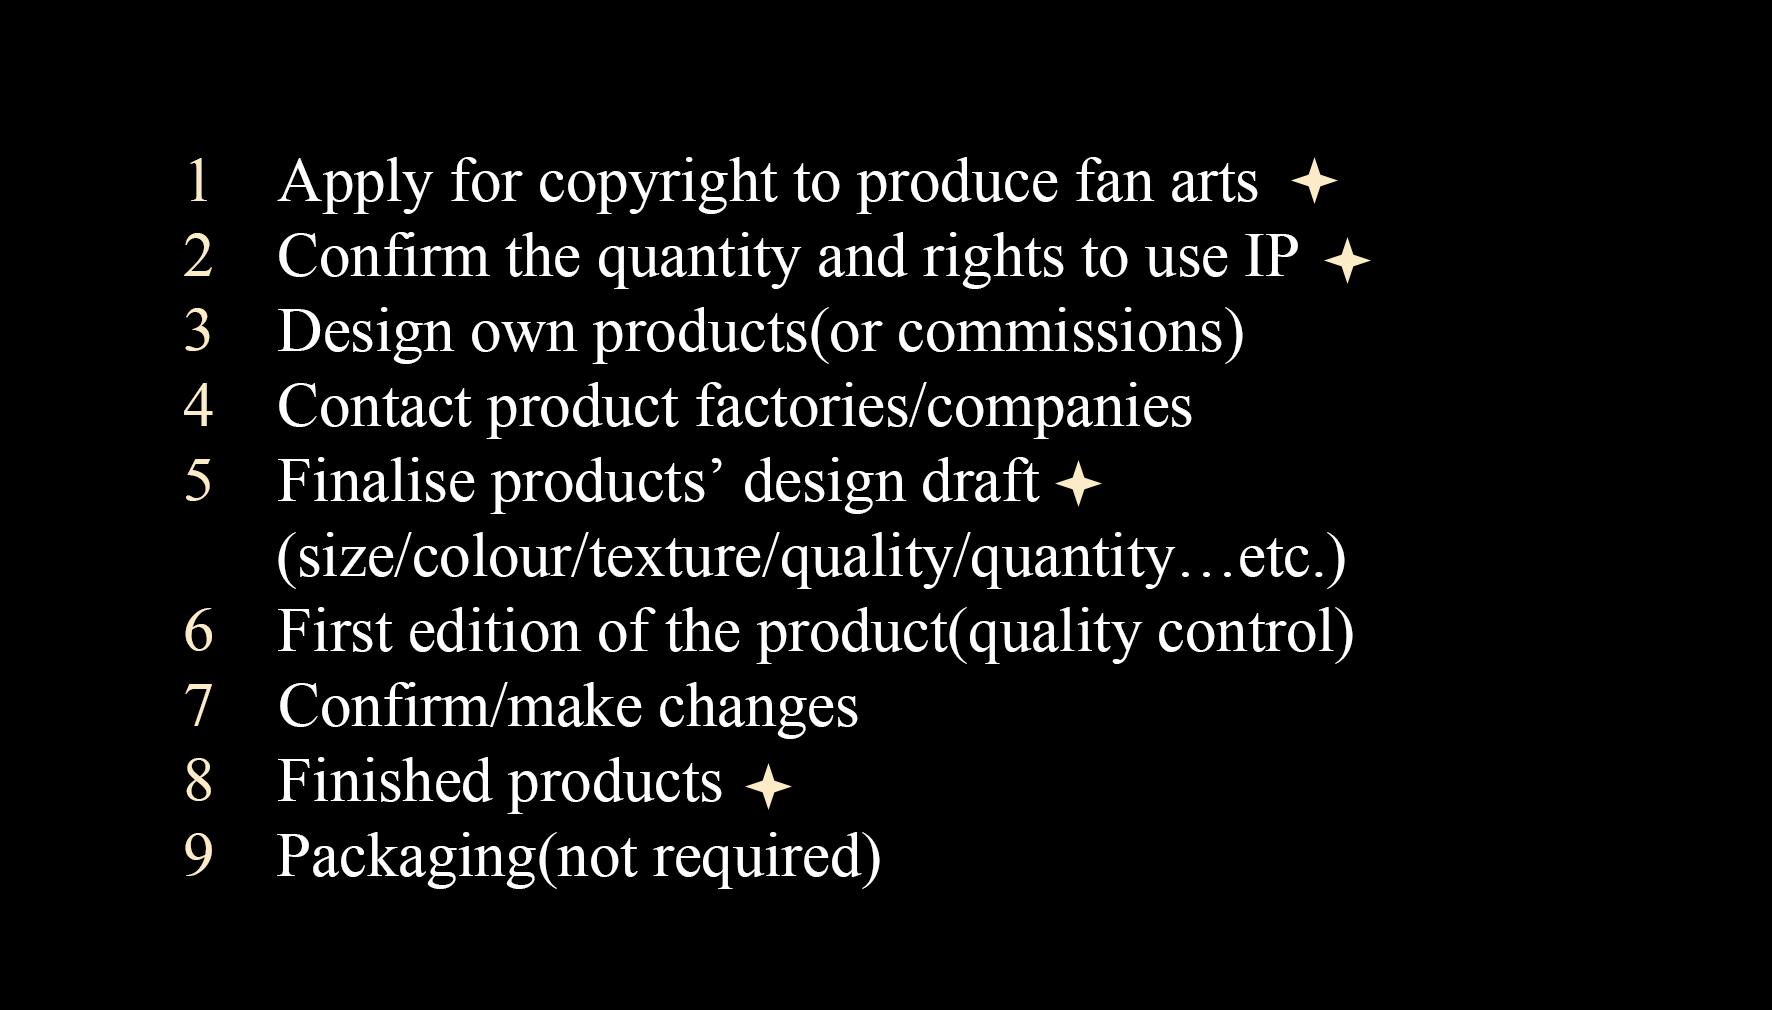 1 Apply for copyright to produce fan arts
2 Confirm the quantity and rights to use IP
3 Design own products(or commissions)
4 Contact product factories/companies
5 Finalise products’ design draft
(size/colour/texture/quality/quantity…etc.)
6 First edition of the product(quality control)
7 Confirm/make changes
8 Finished products
9 Packaging(not required)